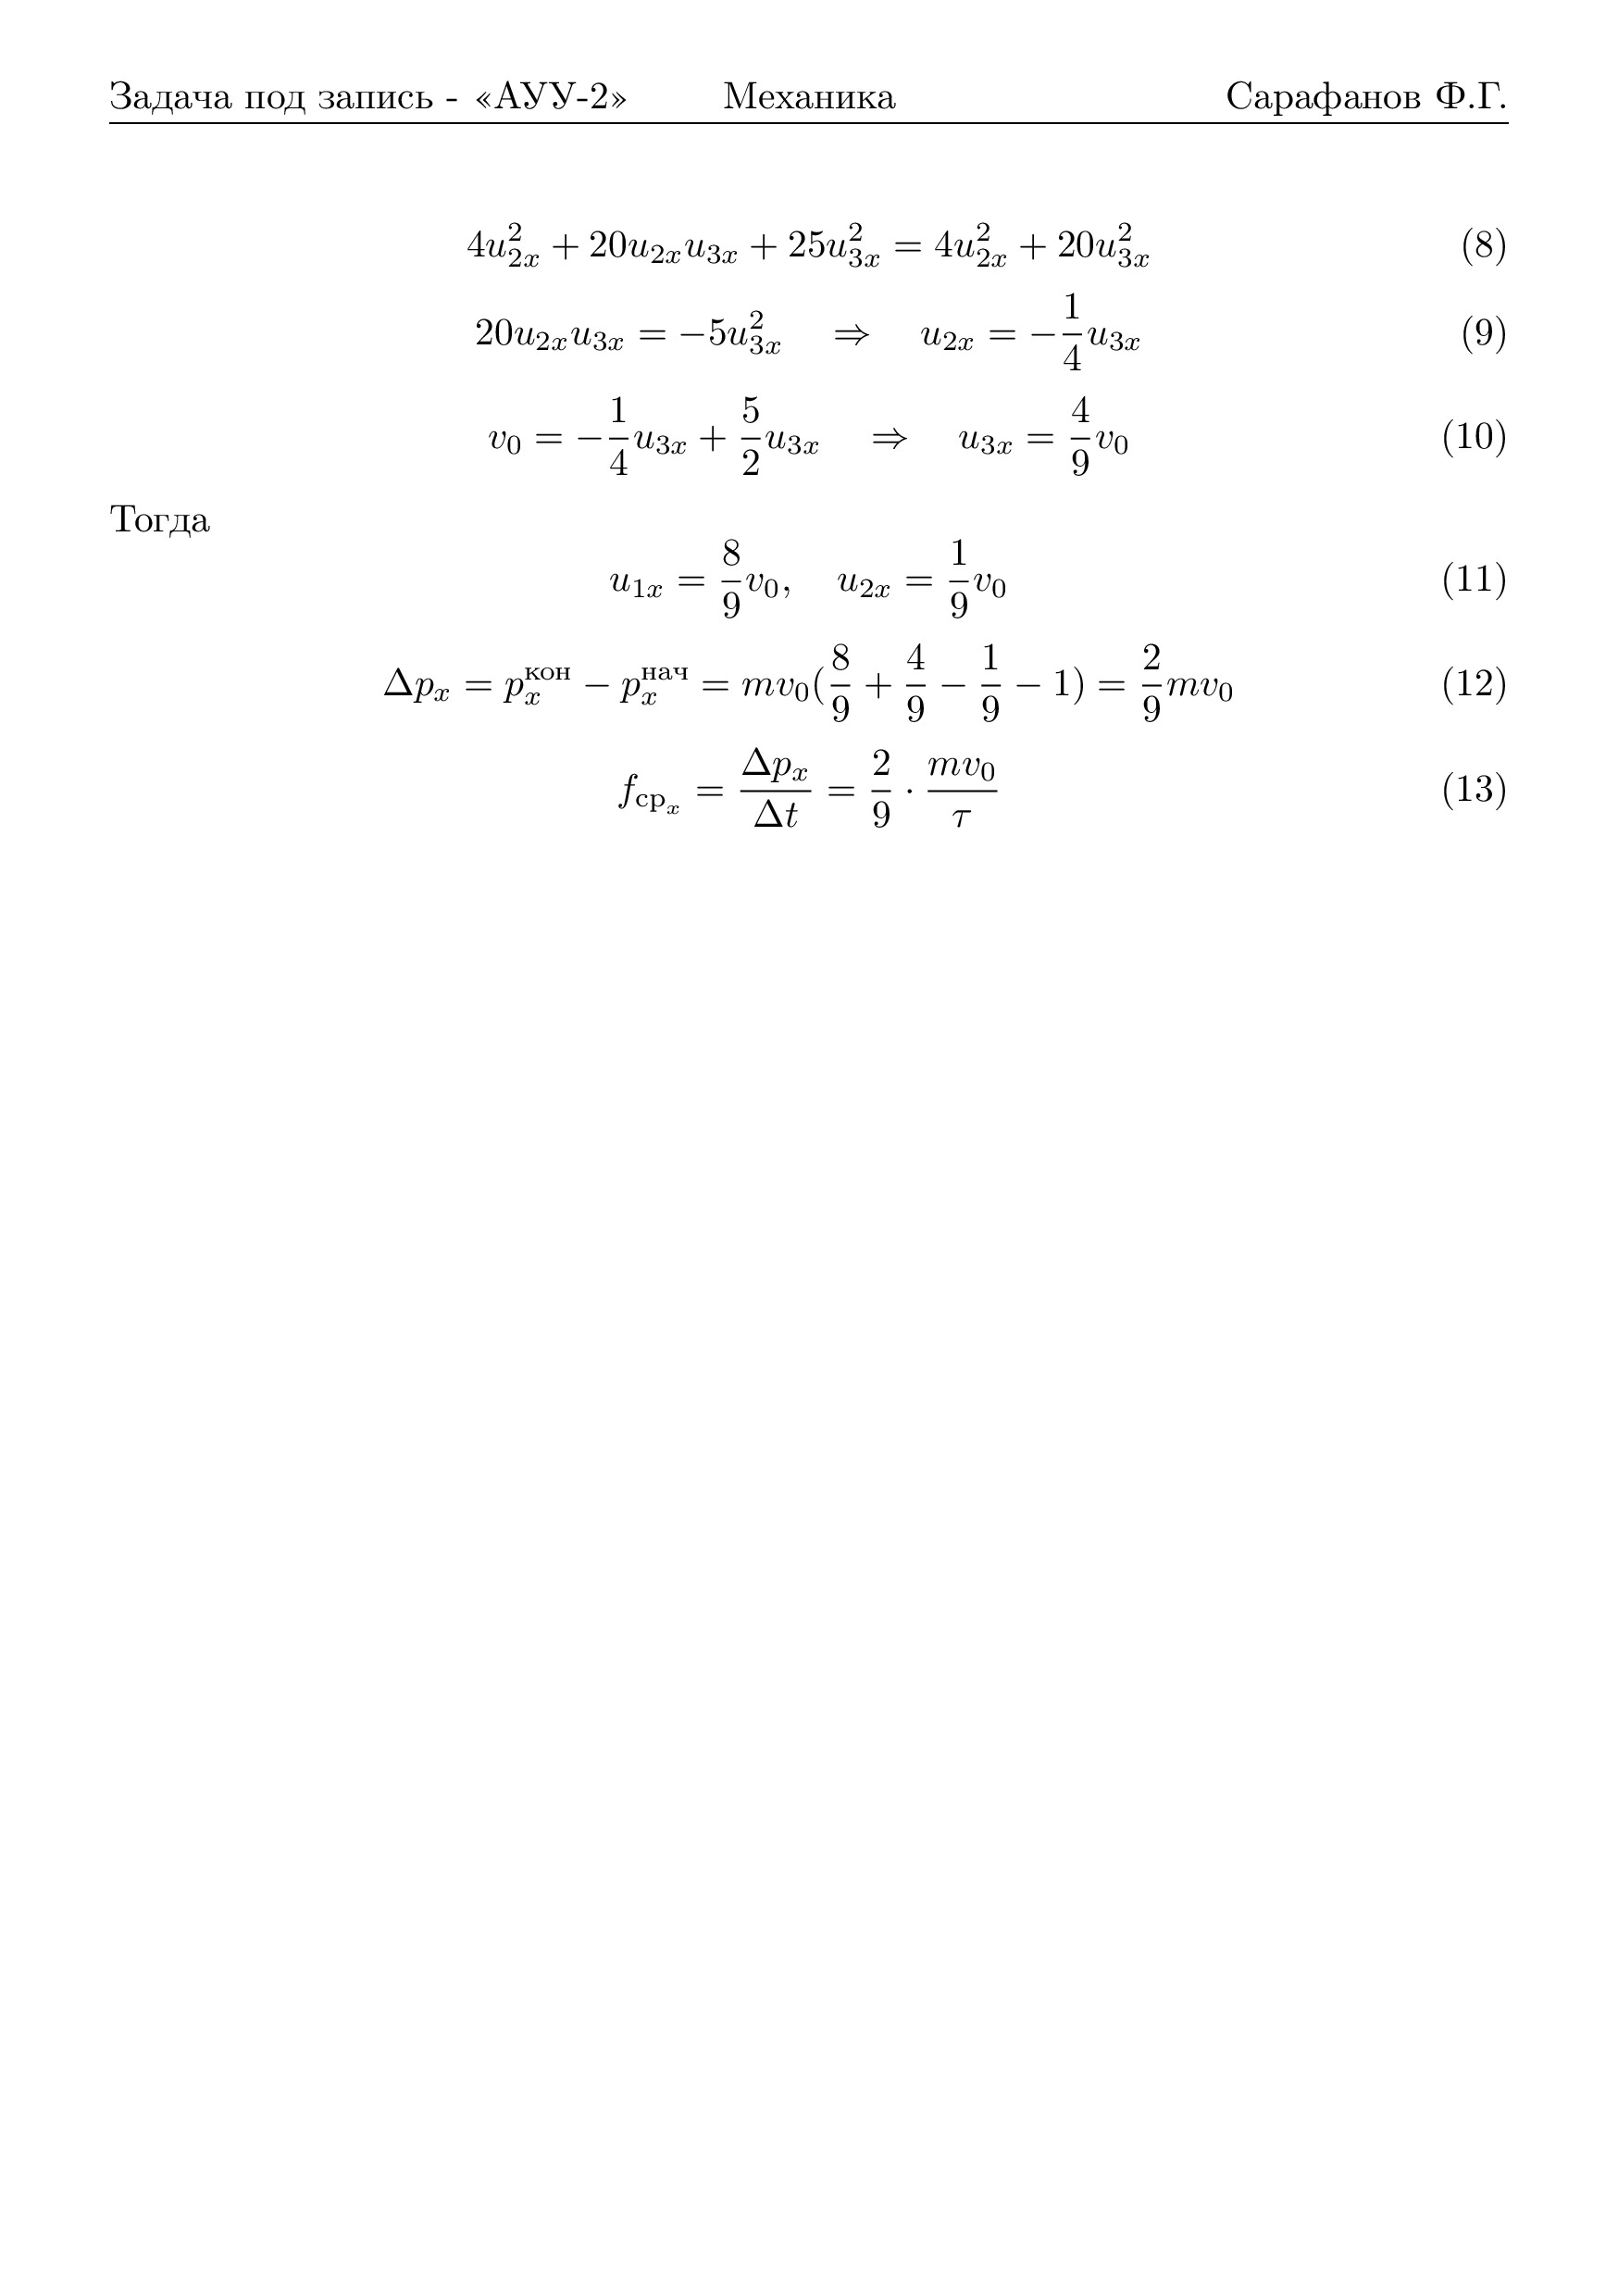 Задача под запись - «АУУ-2» Механика Сарафанов Ф.Г.
$4u_{2x}^2 + 20u_{2x}u_{3x} + 25u_{3x}^2 = 4u_{2x}^2 + 20u_{3x}^2$ (8)
$20u_{2x}u_{3x} = -5u_{3x}^2 \quad \Rightarrow \quad u_{2x} = -\frac{1}{4}u_{3x}$ (9)
$v_0 = -\frac{1}{4}u_{3x} + \frac{5}{2}u_{3x} \quad \Rightarrow \quad u_{3x} = \frac{4}{9}v_0$ (10)
Тогда
$u_{1x} = \frac{8}{9}v_0, \quad u_{2x} = \frac{1}{9}v_0$ (11)
$\Delta p_x = p_x^{\text{кон}} - p_x^{\text{нач}} = mv_0(\frac{8}{9} + \frac{4}{9} - \frac{1}{9} - 1) = \frac{2}{9}mv_0$ (12)
$f_{\text{ср}_x} = \frac{\Delta p_x}{\Delta t} = \frac{2}{9} \cdot \frac{mv_0}{\tau}$ (13)